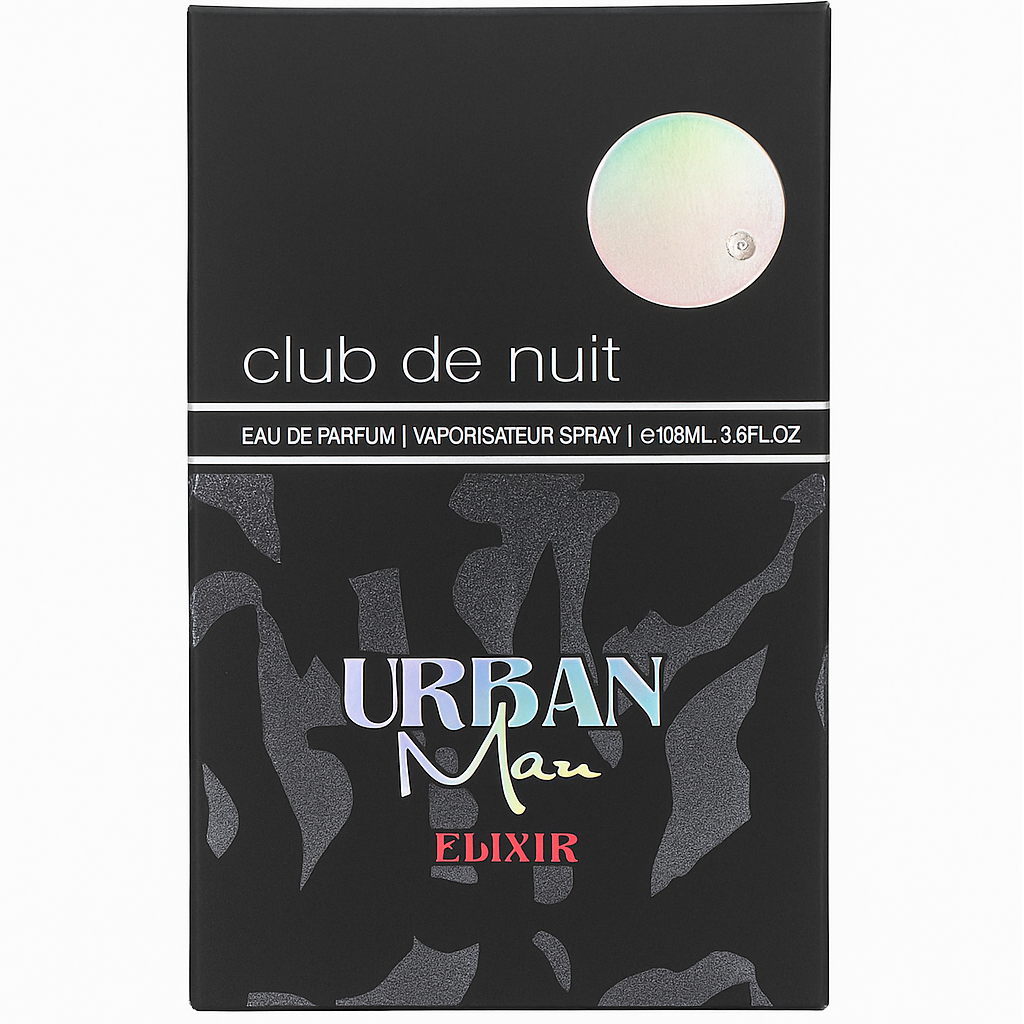 club de nuit
EAU DE PARFUM | VAPORISATEUR SPRAY | e108ML. 3.6FL.OZ
URBAN
Man
ELIXIR